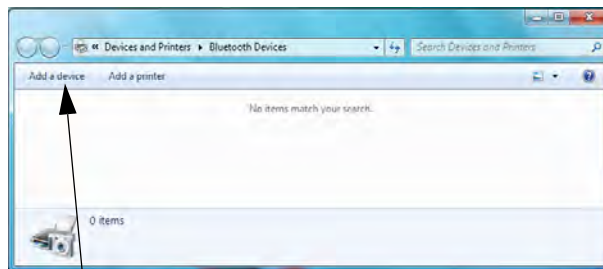 « Devices and Printers ▸ Bluetooth Devices
Search Devices and Printers
Add a device Add a printer
No items match your search.
0 items